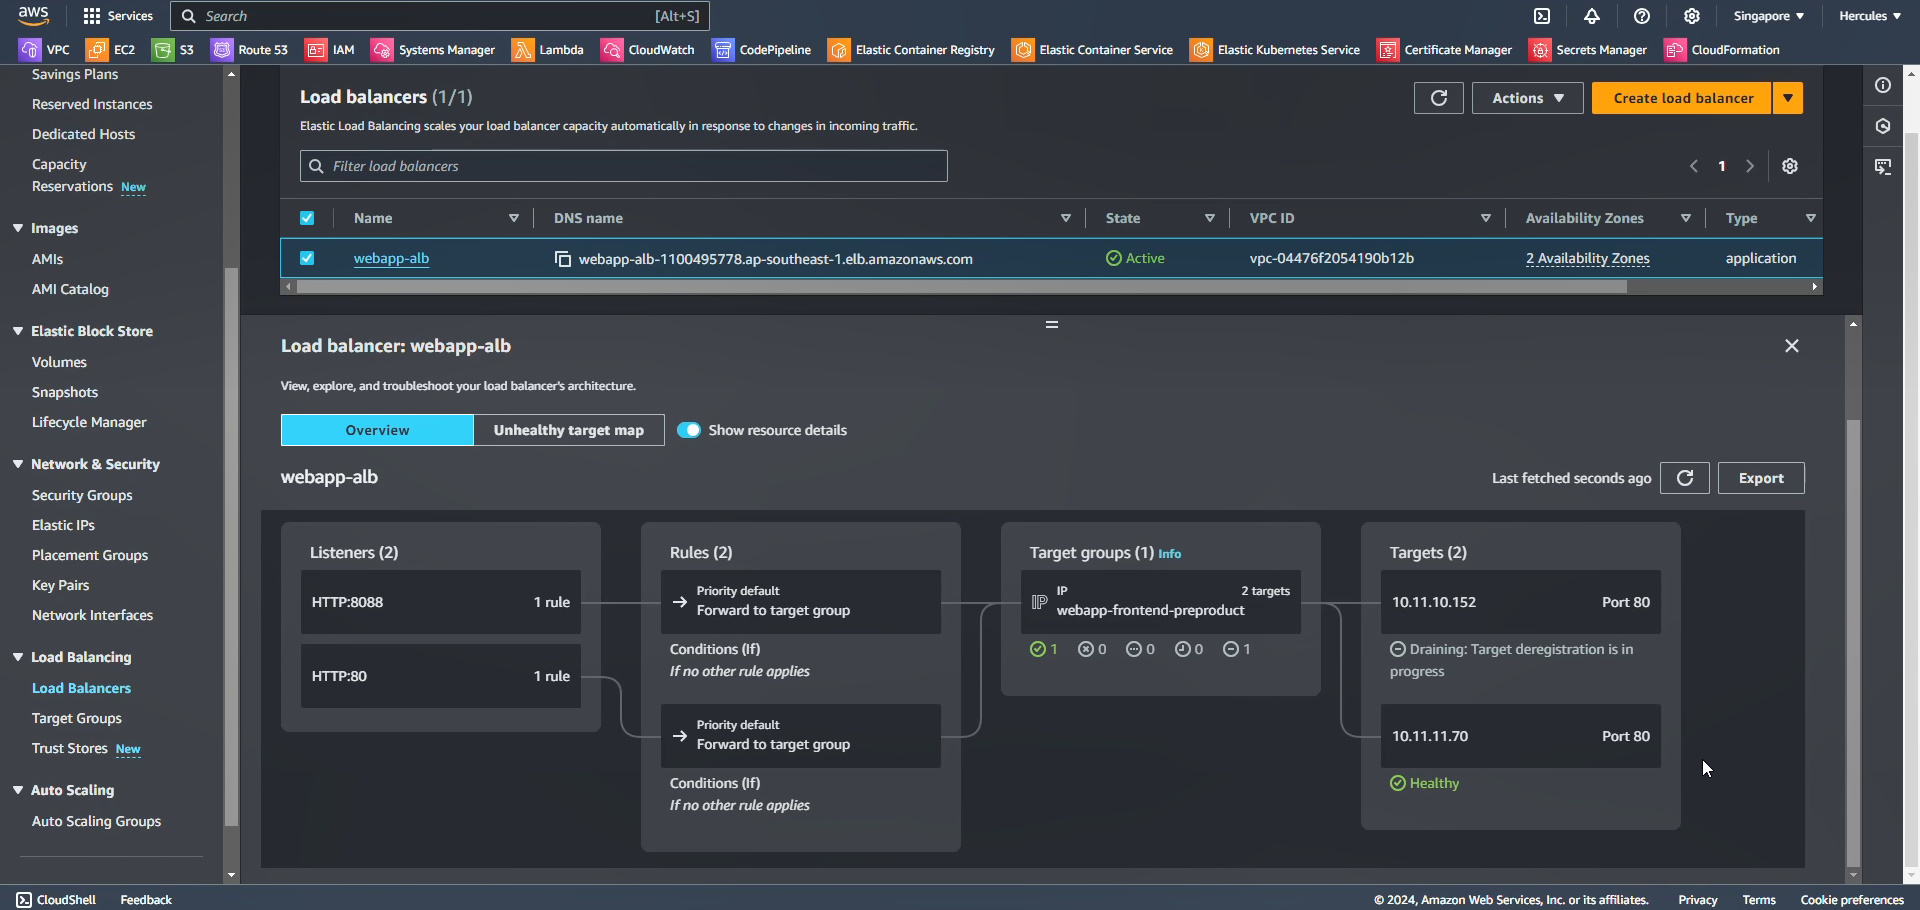 aws
Services
Search
[Alt+S]
Singapore
Hercules
VPC
EC2
S3
Route 53
IAM
Systems Manager
Lambda
CloudWatch
CodePipeline
Elastic Container Registry
Elastic Container Service
Elastic Kubernetes Service
Certificate Manager
Secrets Manager
CloudFormation
Savings Plans
Reserved Instances
Dedicated Hosts
Capacity
Reservations New
Images
AMIs
AMI Catalog
Elastic Block Store
Volumes
Snapshots
Lifecycle Manager
Network & Security
Security Groups
Elastic IPs
Placement Groups
Key Pairs
Network Interfaces
Load Balancing
Load Balancers
Target Groups
Trust Stores New
Auto Scaling
Auto Scaling Groups
Load balancers (1/1)
Actions
Create load balancer
Elastic Load Balancing scales your load balancer capacity automatically in response to changes in incoming traffic.
Filter load balancers
1
Name
DNS name
State
VPC ID
Availability Zones
Type
webapp-alb
webapp-alb-1100495778.ap-southeast-1.elb.amazonaws.com
Active
vpc-04476f2054190b12b
2 Availability Zones
application
Load balancer: webapp-alb
View, explore, and troubleshoot your load balancer's architecture.
Overview
Unhealthy target map
Show resource details
webapp-alb
Last fetched seconds ago
Export
Listeners (2)
HTTP:8088
1 rule
HTTP:80
1 rule
Rules (2)
Priority default
Forward to target group
Conditions (If)
If no other rule applies
Priority default
Forward to target group
Conditions (If)
If no other rule applies
Target groups (1) Info
IP
IP
2 targets
webapp-frontend-preproduct
1
0
0
0
1
Targets (2)
10.11.10.152
Port 80
Draining: Target deregistration is in
progress
10.11.11.70
Port 80
Healthy
CloudShell
Feedback
© 2024, Amazon Web Services, Inc. or its affiliates.
Privacy
Terms
Cookie preferences